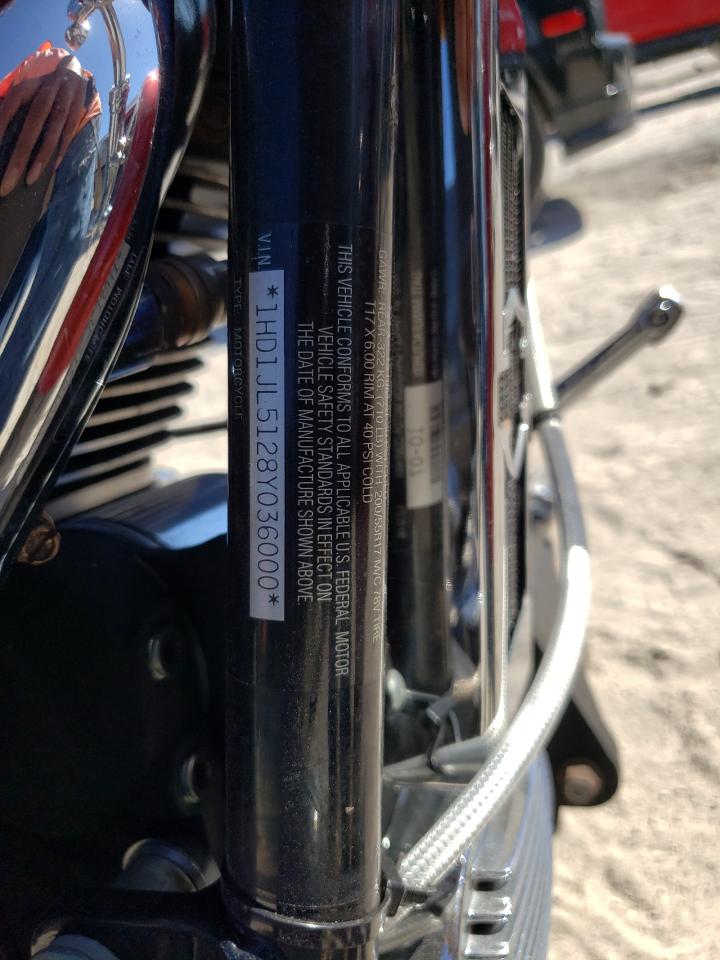 GAWR: REAR-322 KG (710 LB) WITH 200/55R17 M/C 78V TIRE
T17 X 6.00 RIM AT 40 PSI COLD
THIS VEHICLE CONFORMS TO ALL APPLICABLE U.S. FEDERAL MOTOR
VEHICLE SAFETY STANDARDS IN EFFECT ON
THE DATE OF MANUFACTURE SHOWN ABOVE.
V.I.N. *1HD1JL5128Y036000*
TYPE: MOTORCYCLE
10-01